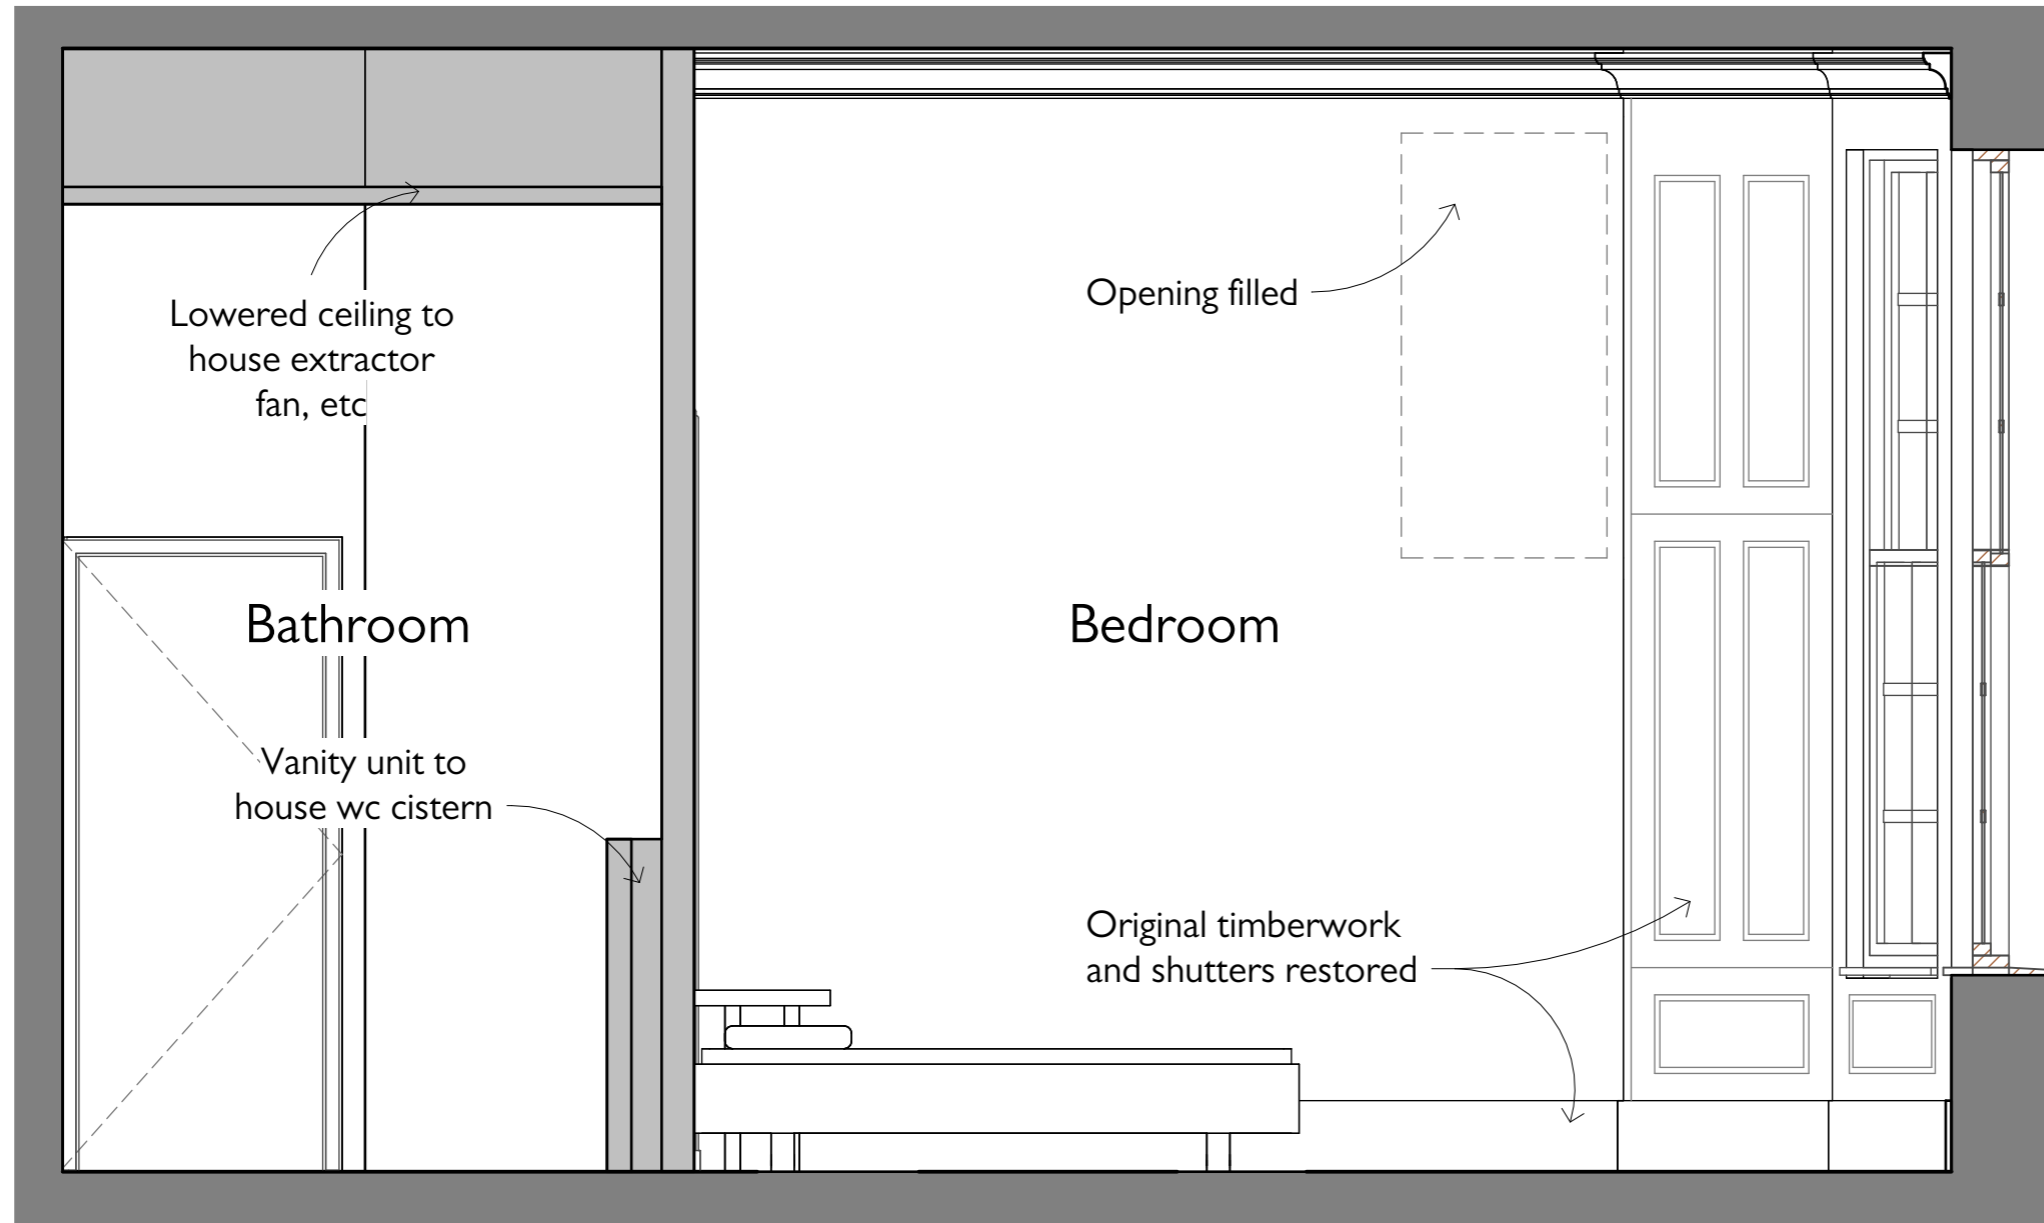 Lowered ceiling to
house extractor
fan, etc
Opening filled
Bathroom
Bedroom
Vanity unit to
house wc cistern
Original timberwork
and shutters restored